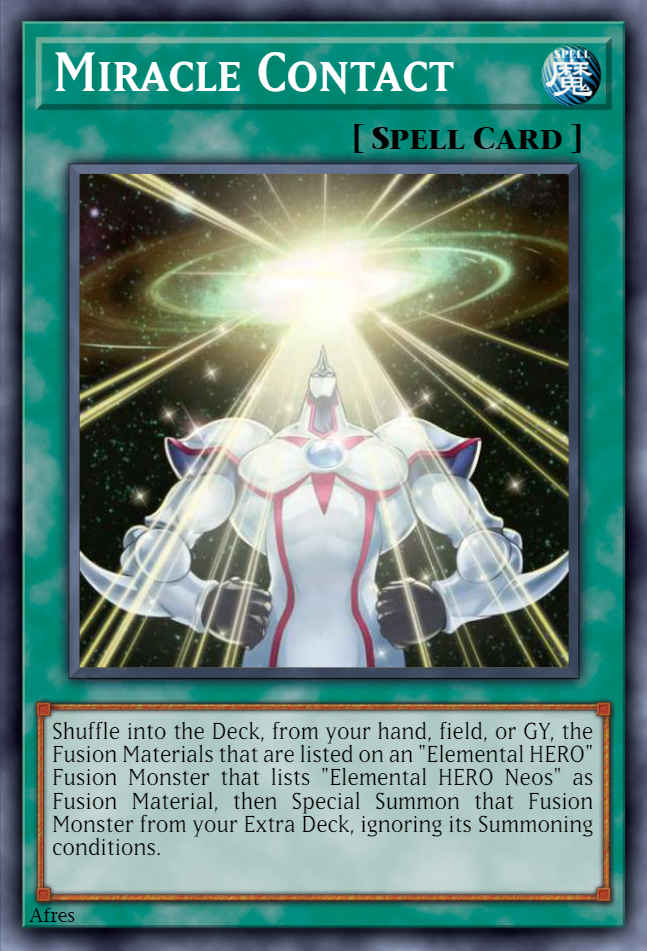 Miracle Contact
SPELL
魔
[ Spell Card ]
Shuffle into the Deck, from your hand, field, or GY, the
Fusion Materials that are listed on an "Elemental HERO"
Fusion Monster that lists "Elemental HERO Neos" as
Fusion Material, then Special Summon that Fusion
Monster from your Extra Deck, ignoring its Summoning
conditions.
Afres